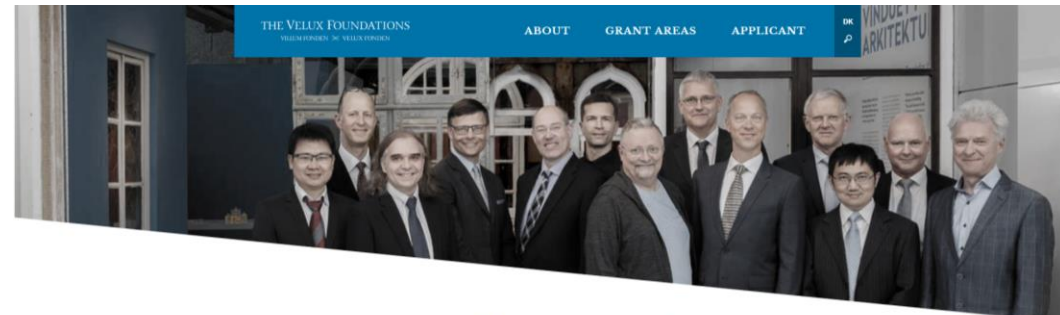 THE VELUX FOUNDATIONS
VILLUM FONDEN VELUX FONDEN
ABOUT
GRANT AREAS
APPLICANT
DK
VINDUET
ARKITEKTU